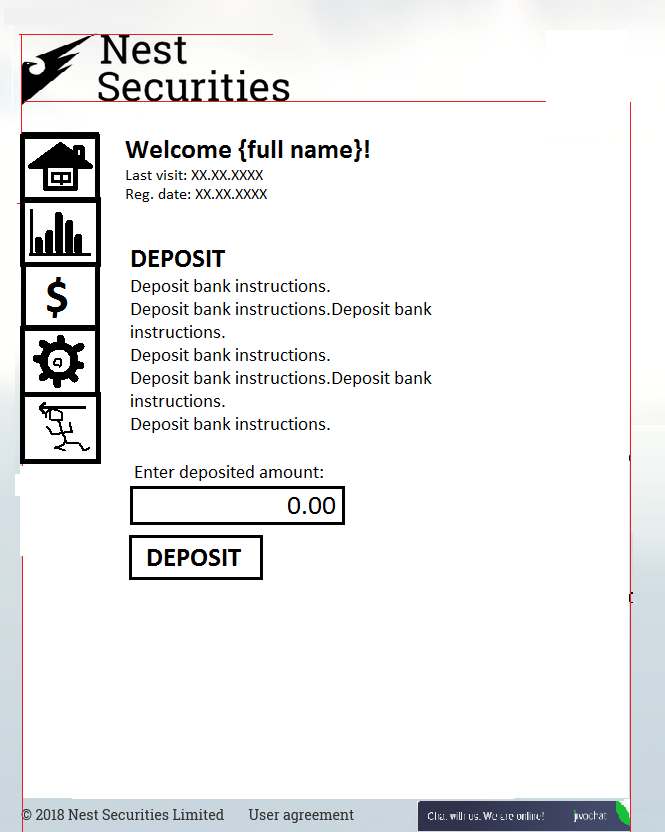 Nest
Securities
Welcome {full name}!
Last visit: XX.XX.XXXX
Reg. date: XX.XX.XXXX
$
DEPOSIT
Deposit bank instructions.
Deposit bank instructions.Deposit bank
instructions.
Deposit bank instructions.
Deposit bank instructions.Deposit bank
instructions.
Deposit bank instructions.
Enter deposited amount:
0.00
DEPOSIT
© 2018 Nest Securities Limited User agreement
Chat with us. We are online! jivochat